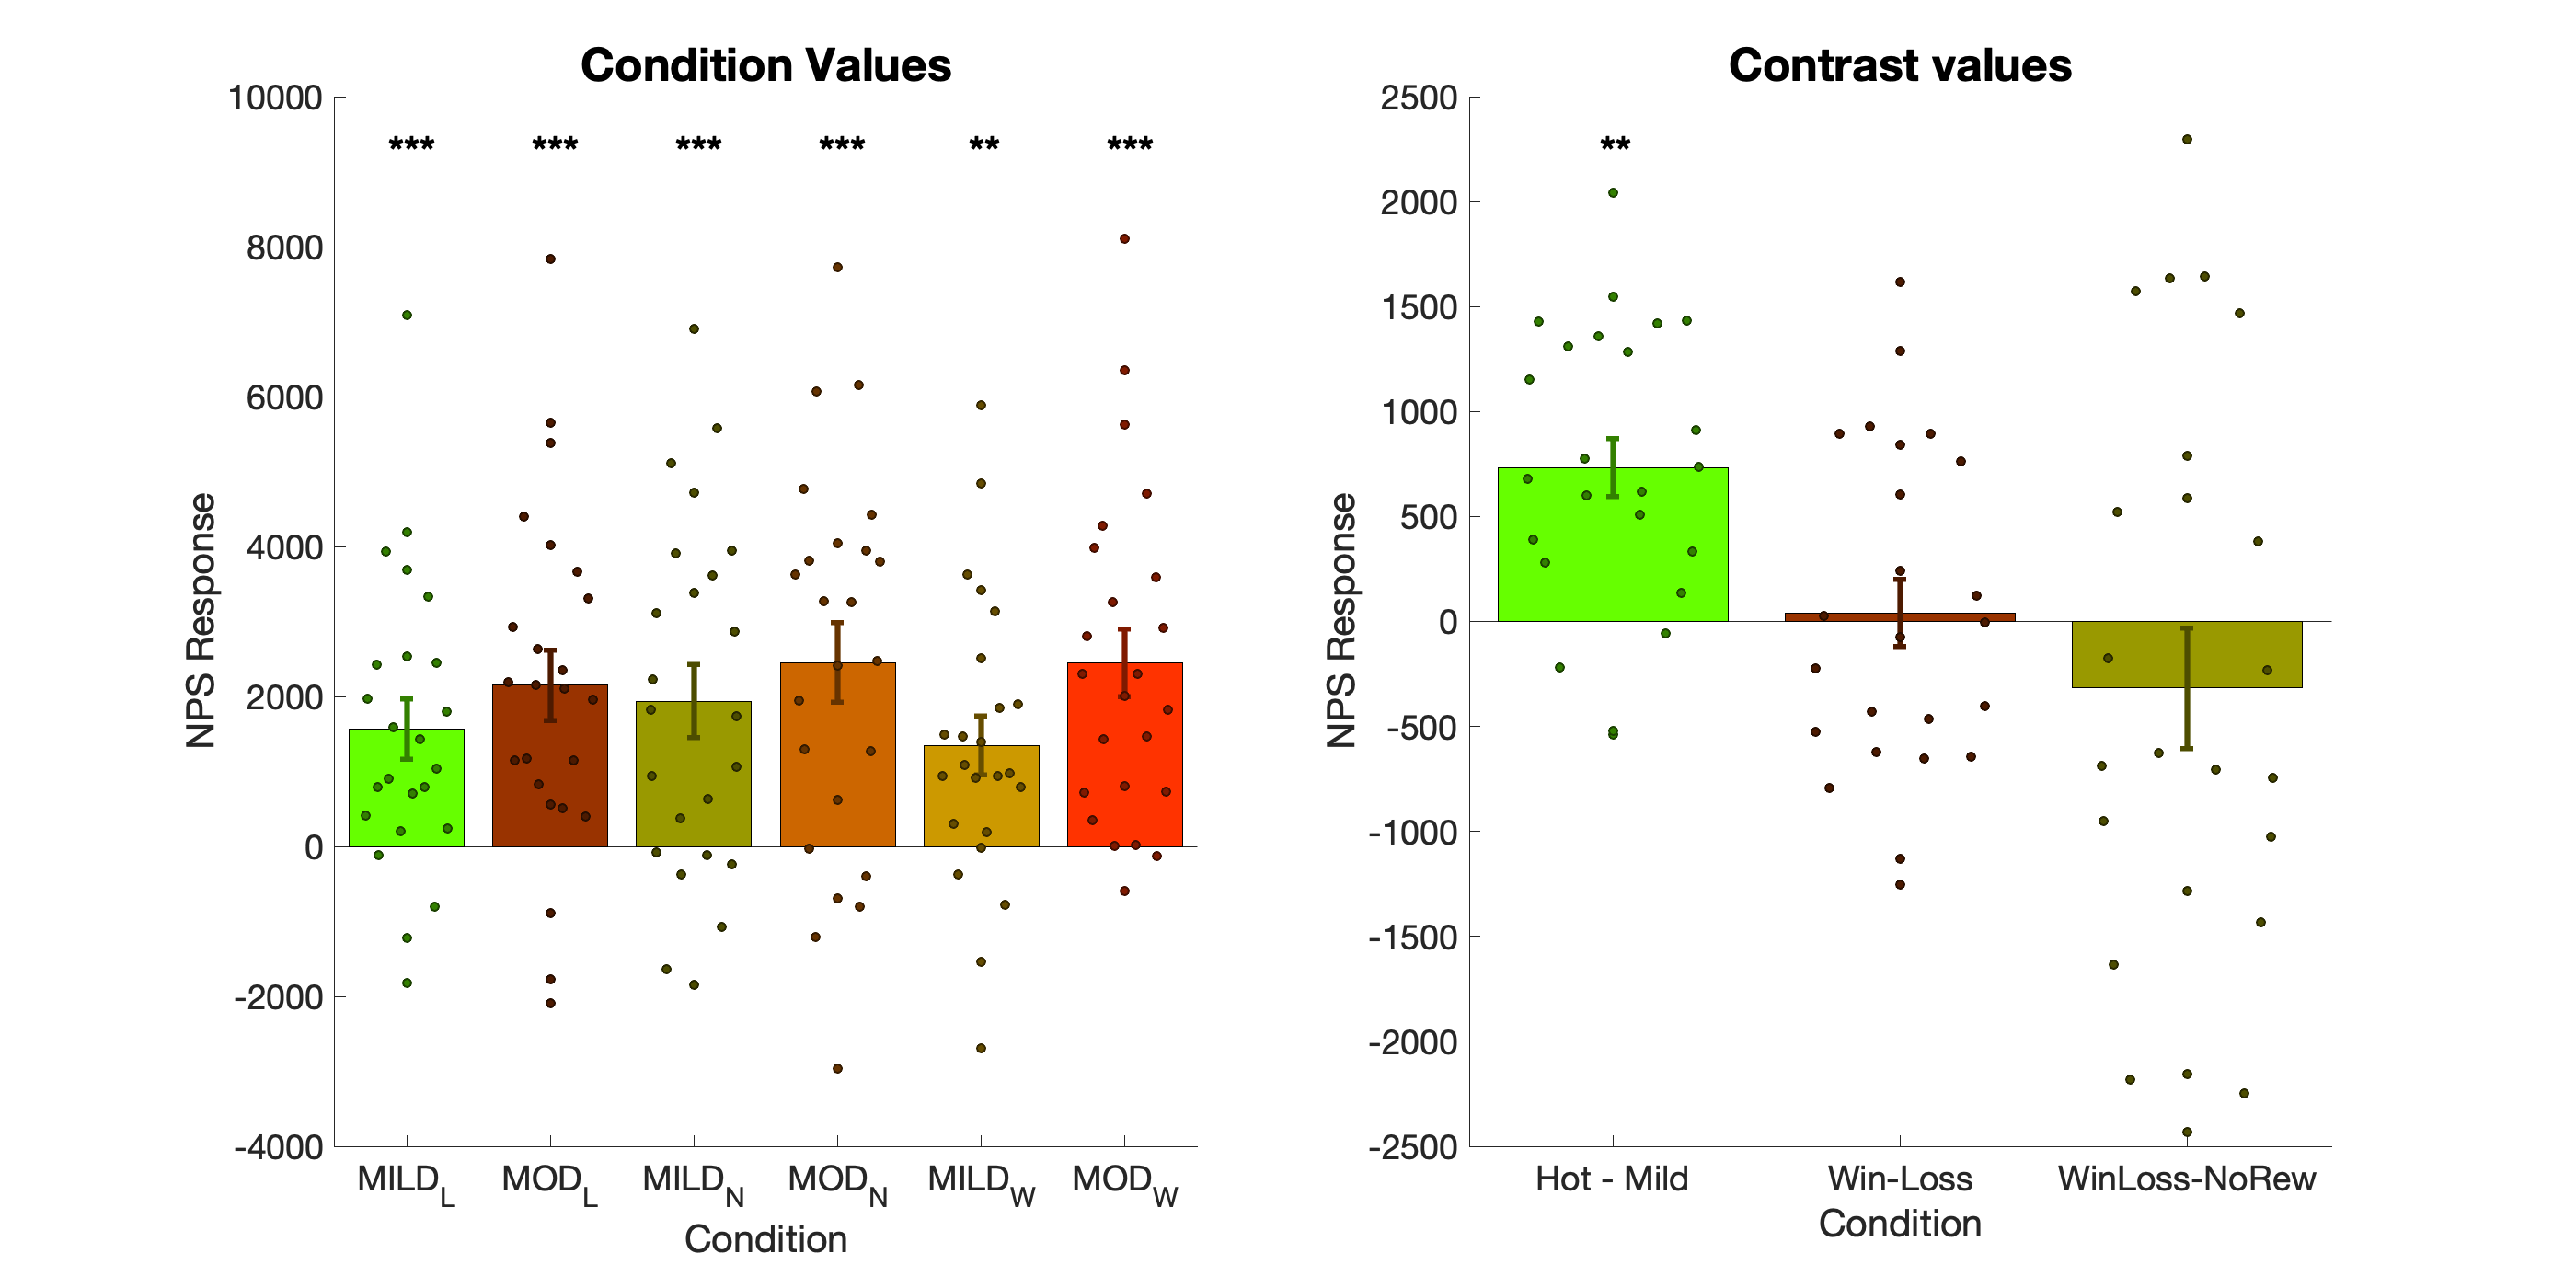 Condition Values
10000
8000
6000
4000
2000
0
-2000
-4000
NPS Response
*** *** *** *** ** ***
MILD_L MOD_L MILD_N MOD_N MILD_W MOD_W
Condition
Contrast values
2500
2000
1500
1000
500
0
-500
-1000
-1500
-2000
-2500
NPS Response
**
Hot - Mild Win-Loss WinLoss-NoRew
Condition